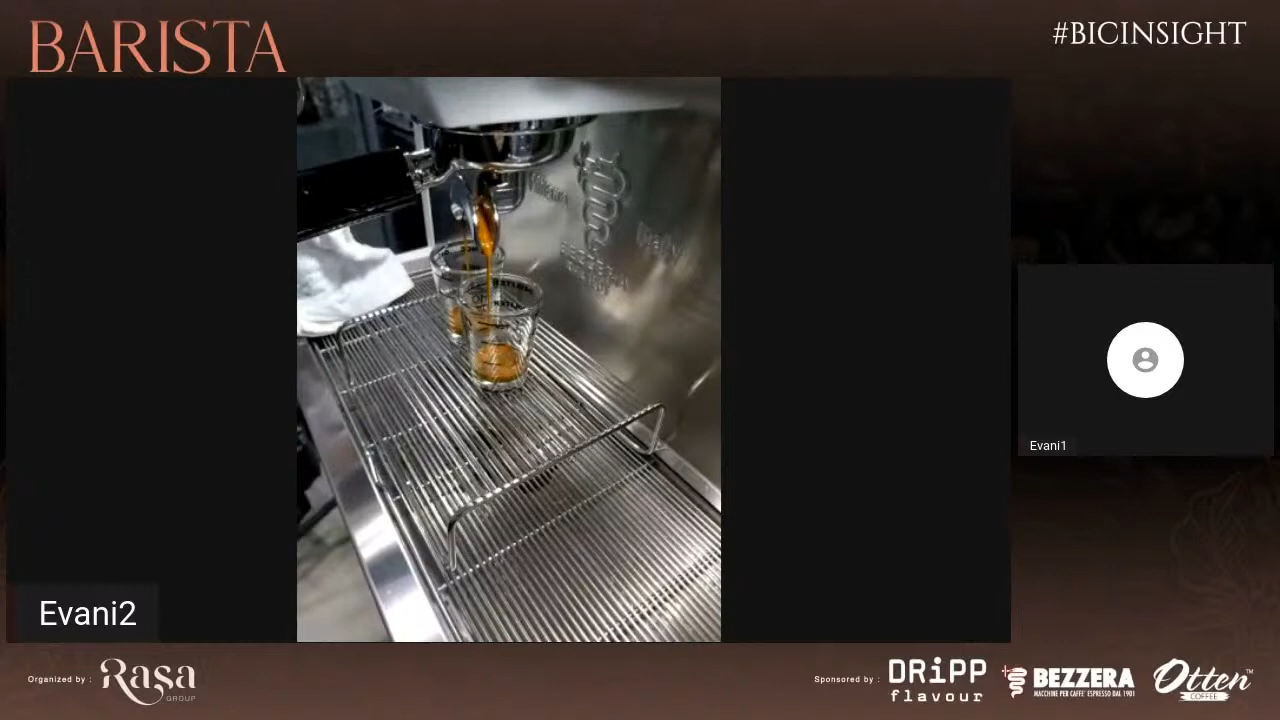 BARISTA
#BICINSIGHT
Evani1
Evani2
Organized by :
Rasa
GROUP
Sponsored by :
DRiPP
flavour
BEZZERA
MACCHINE PER CAFFE' ESPRESSO DAL 1901
Otten™
COFFEE